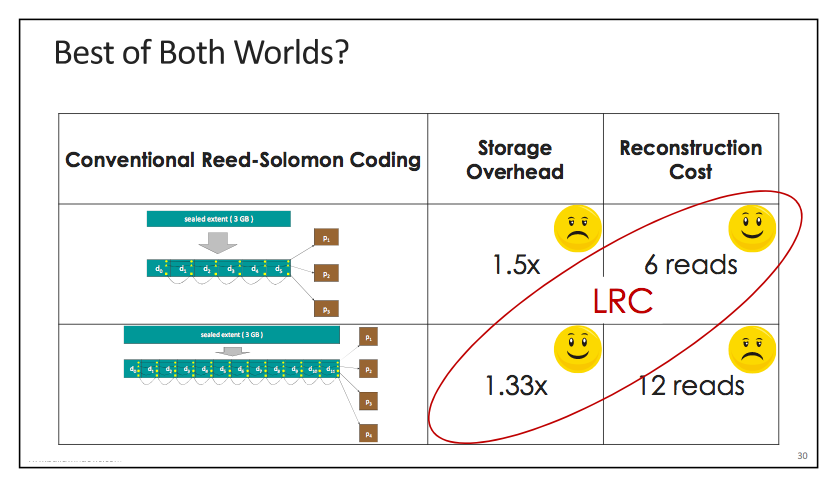 Best of Both Worlds?
Conventional Reed-Solomon Coding
Storage Overhead
Reconstruction Cost
sealed extent ( 3 GB )
d0 d1 d2 d3 d4 d5
p1
p2
p3
1.5x
6 reads
LRC
sealed extent ( 3 GB )
d0 d1 d2 d3 d4 d5 d6 d7 d8 d9 d10
p1
p2
p3
p4
1.33x
12 reads
30